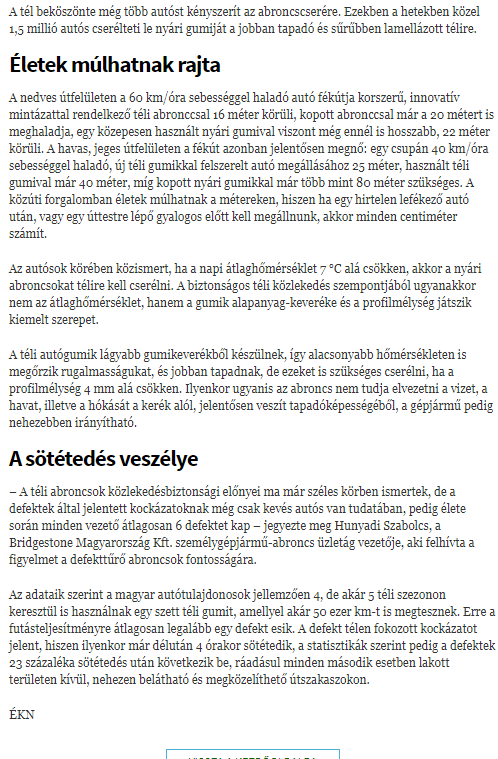 A tél beköszönte még több autóst kényszerít az abroncscserére. Ezekben a hetekben közel
1,5 millió autós cserélteti le nyári gumiját a jobban tapadó és sűrűbben lamellázott télire.
Életek múlhatnak rajta
A nedves útfelületen a 60 km/óra sebességgel haladó autó fékútja korszerű, innovatív
mintázattal rendelkező téli abronccsal 16 méter körüli, kopott abronccsal már a 20 métert is
meghaladja, egy közepesen használt nyári gumival viszont még ennél is hosszabb, 22 méter
körüli. A havas, jeges útfelületen a fékút azonban jelentősen megnő: egy csupán 40 km/óra
sebességgel haladó, új téli gumikkal felszerelt autó megállásához 25 méter, használt téli
gumival már 40 méter, míg kopott nyári gumikkal már több mint 80 méter szükséges. A
közúti forgalomban életek múlhatnak a métereken, hiszen ha egy hirtelen lefékező autó
után, vagy egy úttestre lépő gyalogos előtt kell megállnunk, akkor minden centiméter
számít.
Az autósok körében közismert, ha a napi átlaghőmérséklet 7 °C alá csökken, akkor a nyári
abroncsokat télire kell cserélni. A biztonságos téli közlekedés szempontjából ugyanakkor
nem az átlaghőmérséklet, hanem a gumik alapanyag-keveréke és a profilmélység játszik
kiemelt szerepet.
A téli autógumik lágyabb gumikeverékből készülnek, így alacsonyabb hőmérsékleten is
megőrzik rugalmasságukat, és jobban tapadnak, de ezeket is szükséges cserélni, ha a
profilmélység 4 mm alá csökken. Ilyenkor ugyanis az abroncs nem tudja elvezetni a vizet, a
havat, illetve a hókását a kerék alól, jelentősen veszít tapadóképességéből, a gépjármű pedig
nehezebben irányítható.
A sötétedés veszélye
– A téli abroncsok közlekedésbiztonsági előnyei ma már széles körben ismertek, de a
defektek által jelentett kockázatoknak még csak kevés autós van tudatában, pedig élete
során minden vezető átlagosan 6 defektet kap – jegyezte meg Hunyadi Szabolcs, a
Bridgestone Magyarország Kft. személygépjármű-abroncs üzletág vezetője, aki felhívta a
figyelmet a defekttűrő abroncsok fontosságára.
Az adataik szerint a magyar autótulajdonosok jellemzően 4, de akár 5 téli szezonon
keresztül is használnak egy szett téli gumit, amellyel akár 50 ezer km-t is megtesznek. Erre a
futásteljesítményre átlagosan legalább egy defekt esik. A defekt télen fokozott kockázatot
jelent, hiszen ilyenkor már délután 4 órakor sötétedik, a statisztikák szerint pedig a defektek
23 százaléka sötétedés után következik be, ráadásul minden második esetben lakott
területen kívül, nehezen belátható és megközelíthető útszakaszokon.
ÉKN